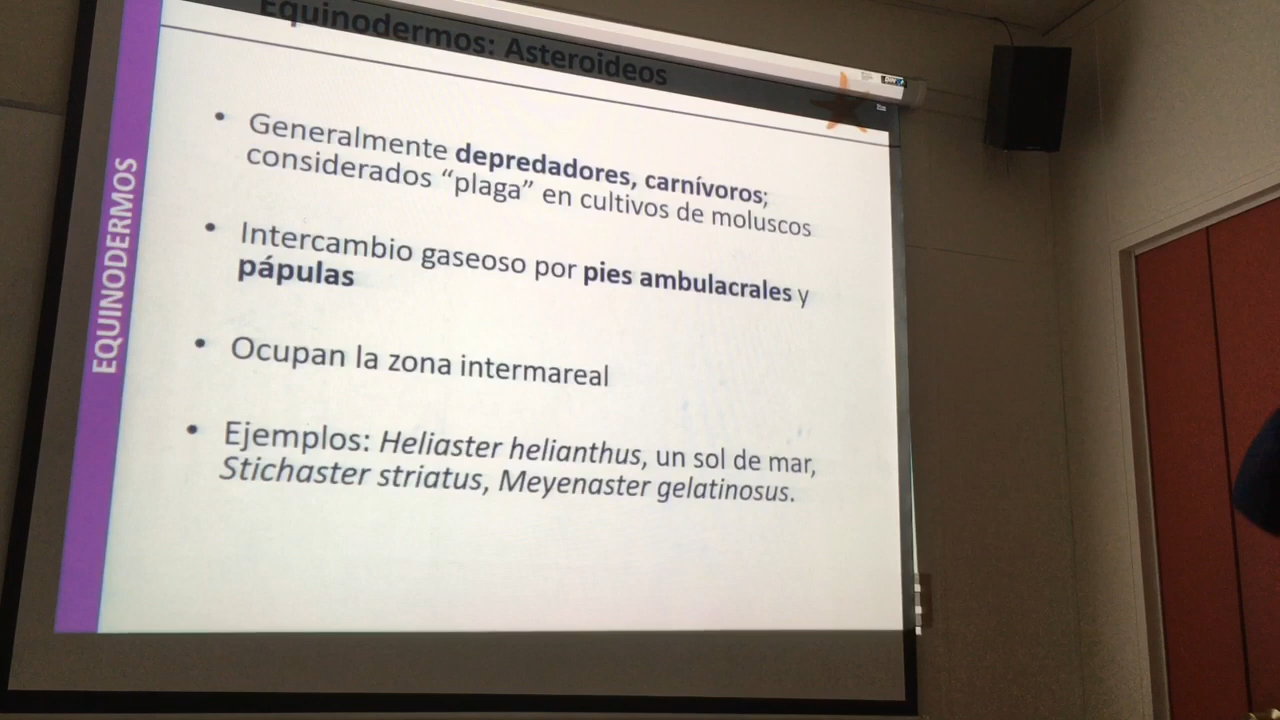 Equinodermos: Asteroideos
EQUINODERMOS
• Generalmente depredadores, carnívoros;
considerados “plaga” en cultivos de moluscos
• Intercambio gaseoso por pies ambulacrales y
pápulas
• Ocupan la zona intermareal
• Ejemplos: Heliaster helianthus, un sol de mar,
Stichaster striatus, Meyenaster gelatinosus.